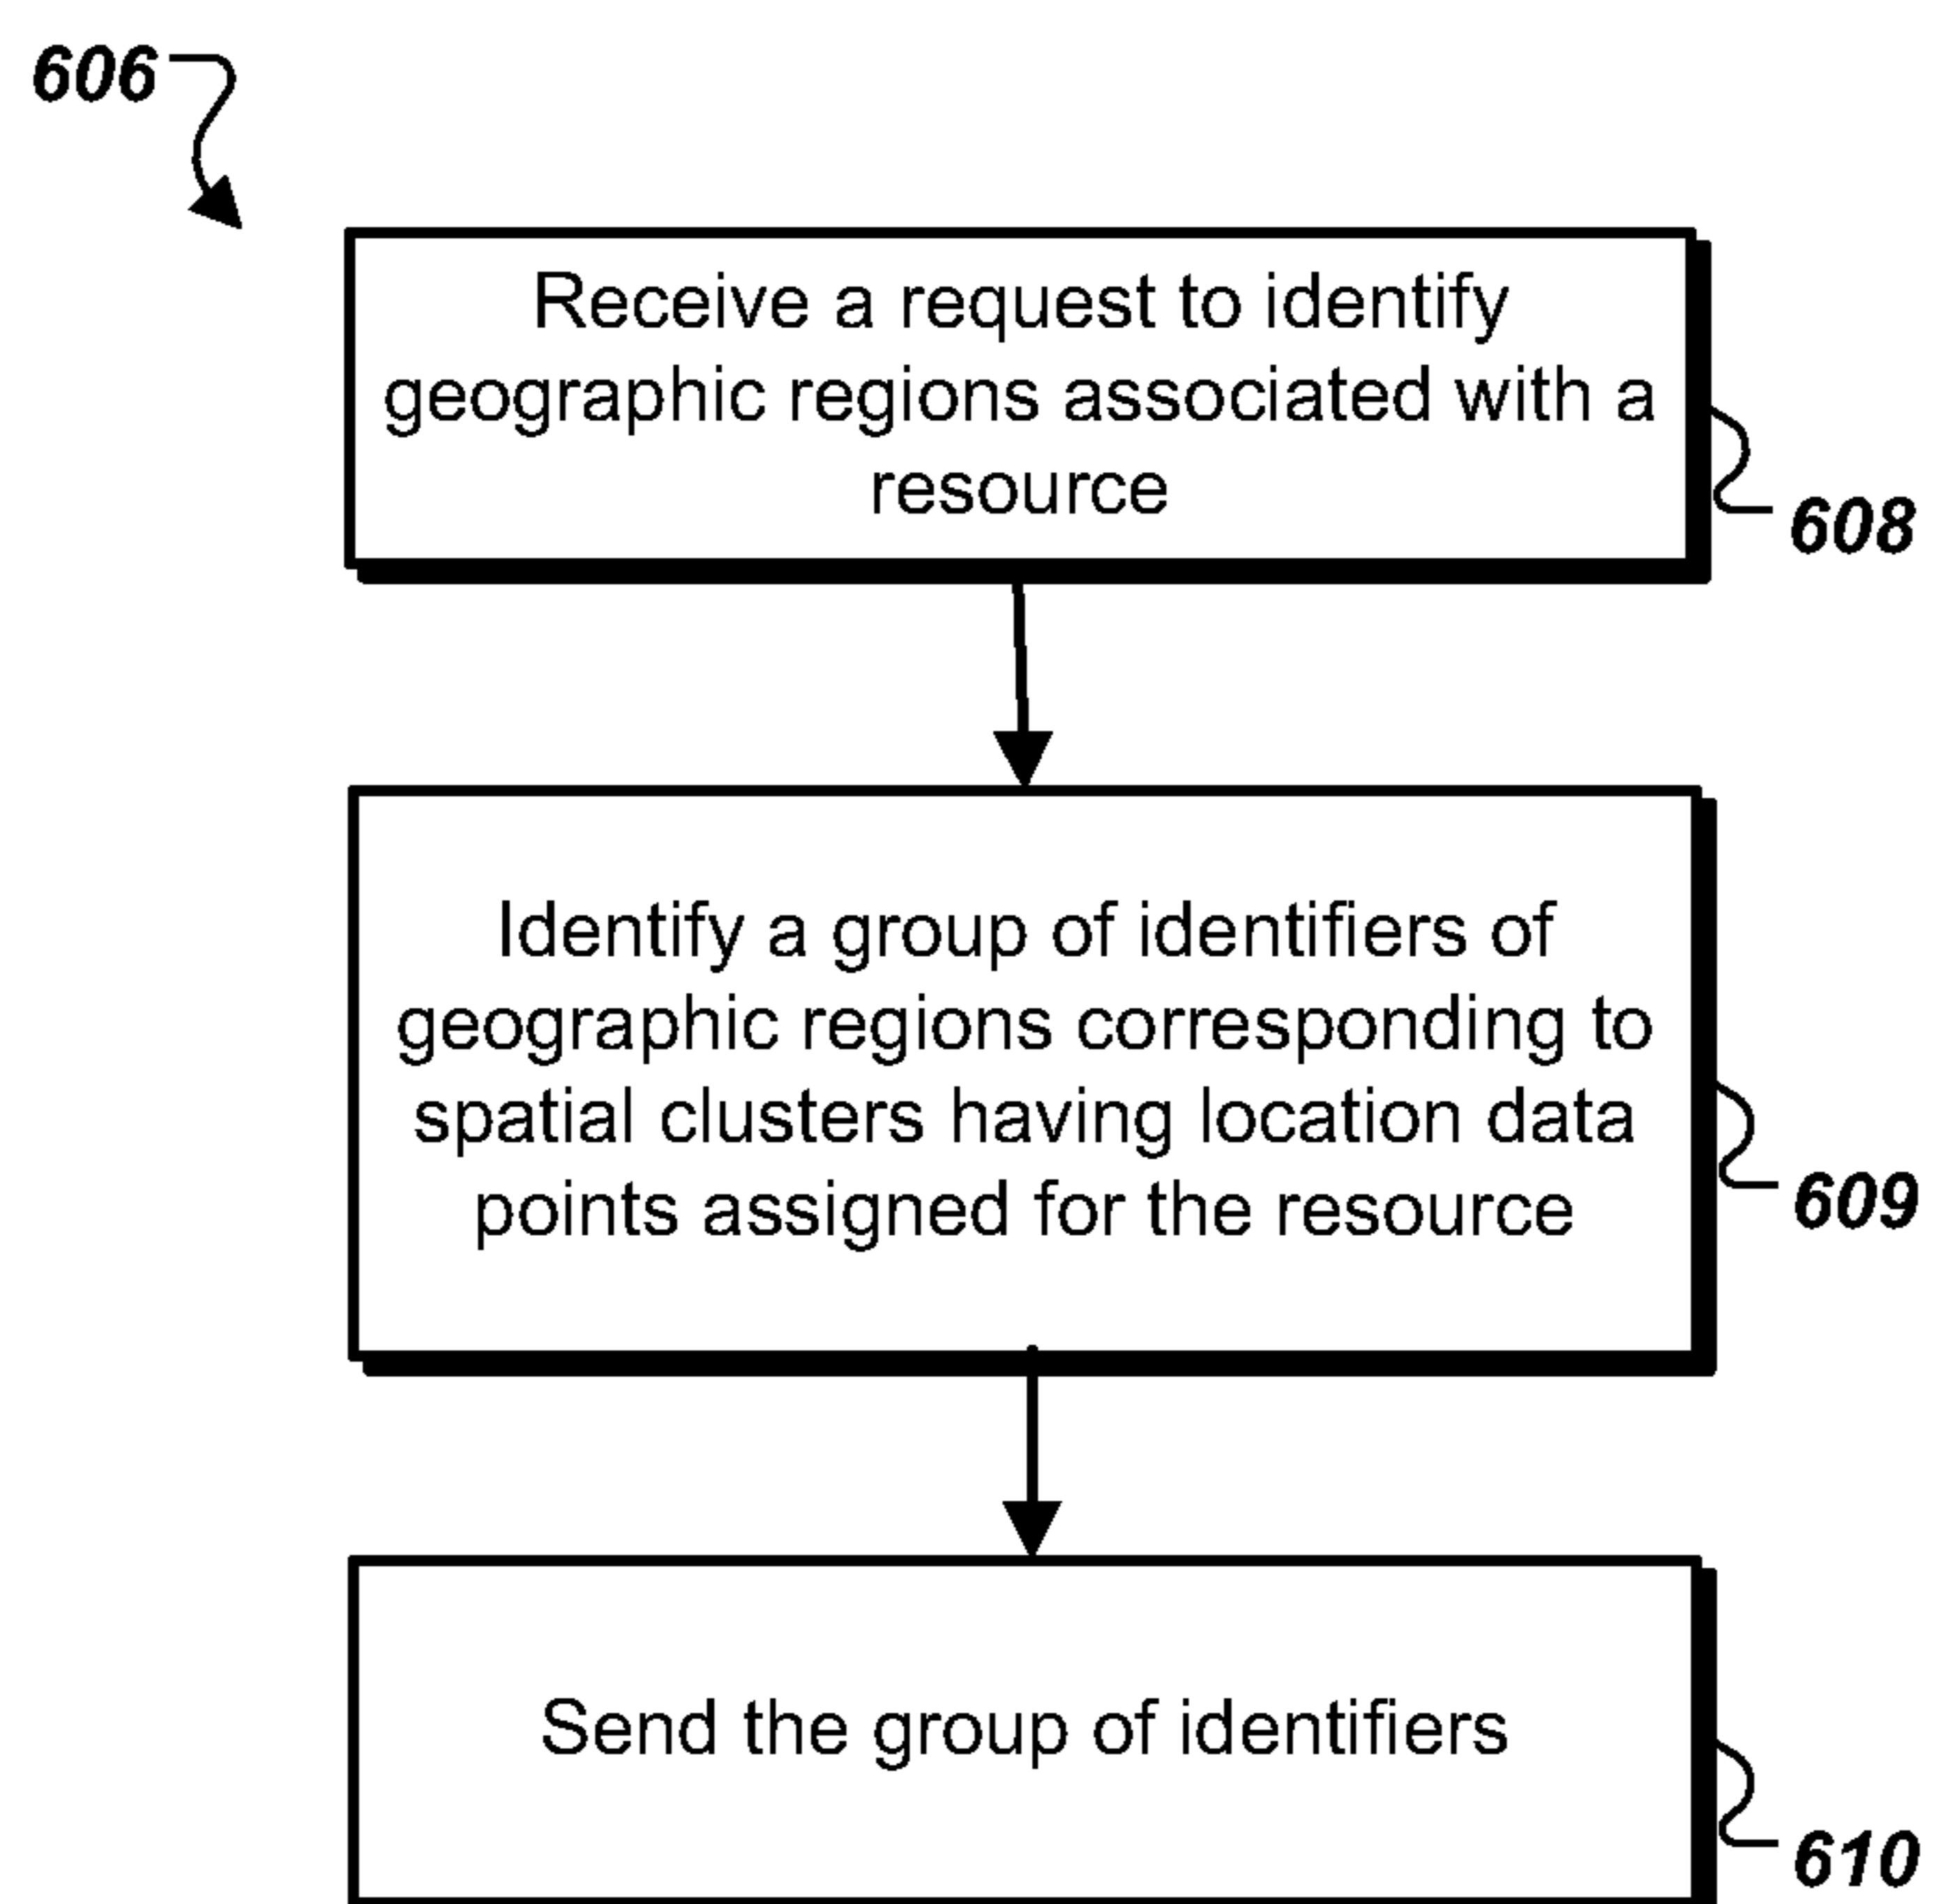 606
Receive a request to identify
geographic regions associated with a
resource
608
Identify a group of identifiers of
geographic regions corresponding to
spatial clusters having location data
points assigned for the resource
609
Send the group of identifiers
610